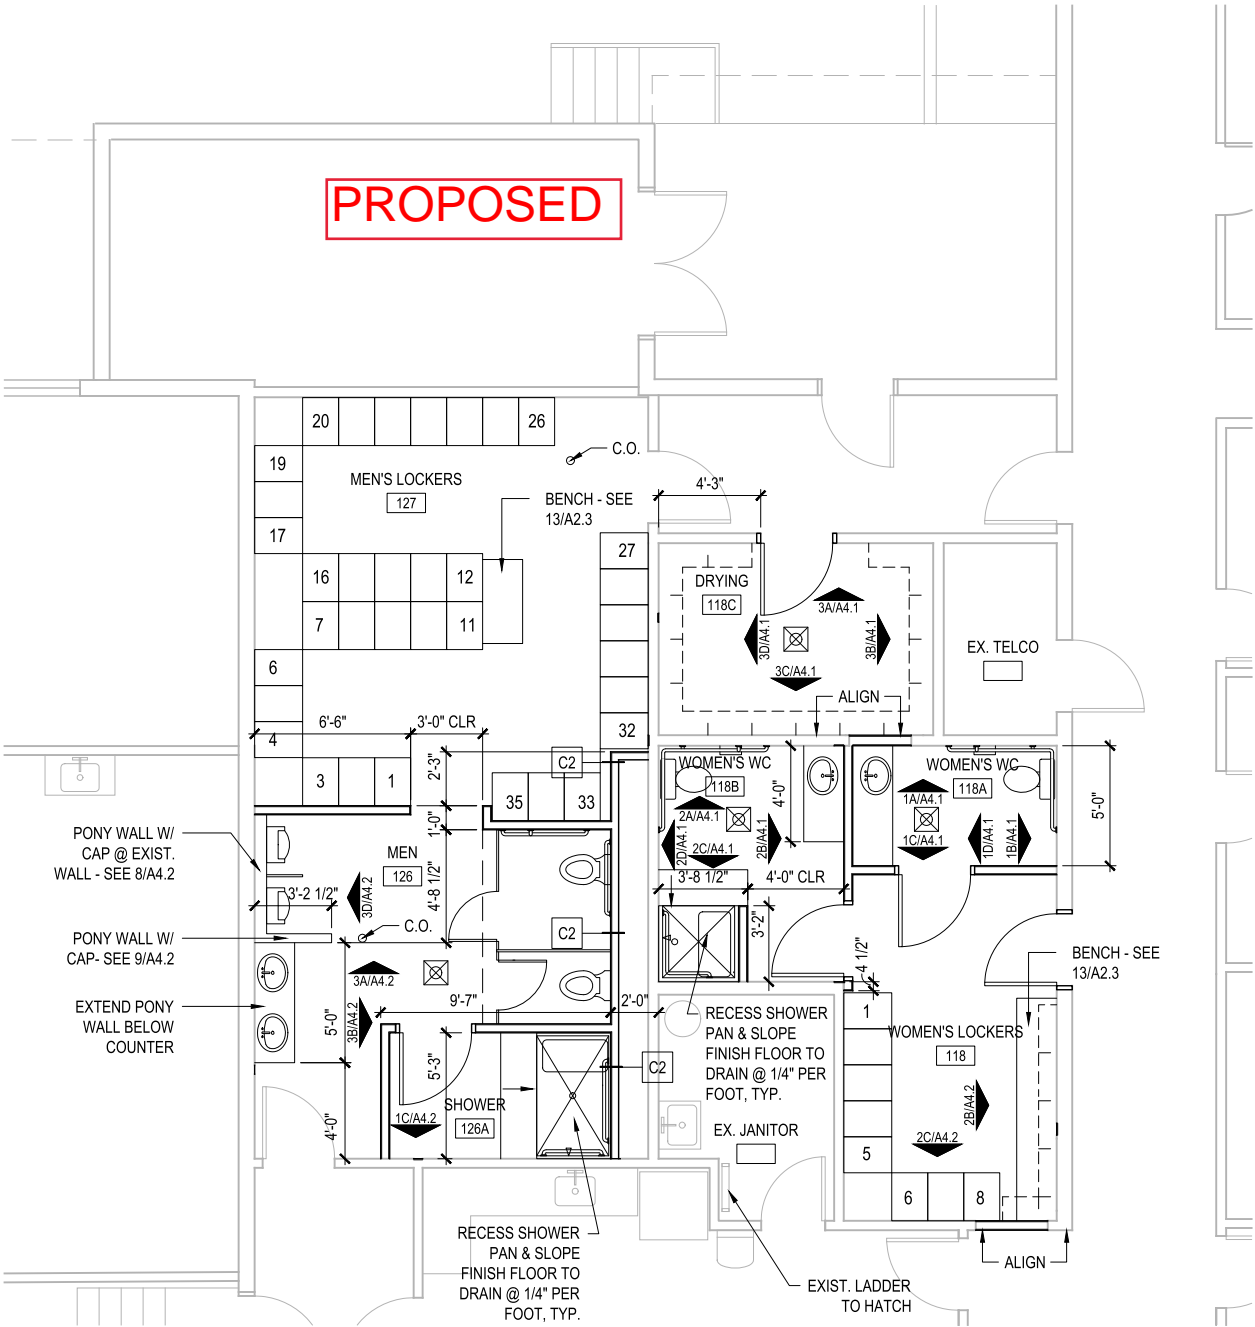 PROPOSED
20
26
C.O.
19
MEN'S LOCKERS
127
BENCH - SEE
13/A2.3
4'-3"
17
27
16
12
7
11
DRYING
118C
3A/A4.1
3D/A4.1
3B/A4.1
3C/A4.1
EX. TELCO
6
ALIGN
6'-6"
3'-0" CLR
4
32
2'-3"
C2
3
1
35
33
WOMEN'S WC
118B
2A/A4.1
2D/A4.1
2B/A4.1
2C/A4.1
4'-0"
WOMEN'S WC
118A
1A/A4.1
1C/A4.1
1D/A4.1
1B/A4.1
5'-0"
PONY WALL W/
CAP @ EXIST.
WALL - SEE 8/A4.2
1'-0"
MEN
126
4'-8 1/2"
3'-2 1/2"
3D/A4.2
3'-8 1/2"
4'-0" CLR
C.O.
C2
3'-2"
PONY WALL W/
CAP- SEE 9/A4.2
3A/A4.2
4 1/2"
BENCH - SEE
13/A2.3
EXTEND PONY
WALL BELOW
COUNTER
5'-0"
3B/A4.2
9'-7"
2'-0"
RECESS SHOWER
PAN & SLOPE
FINISH FLOOR TO
DRAIN @ 1/4" PER
FOOT, TYP.
1
WOMEN'S LOCKERS
118
5'-3"
C2
SHOWER
126A
1C/A4.2
4'-0"
EX. JANITOR
2B/A4.2
2C/A4.2
5
6
8
RECESS SHOWER
PAN & SLOPE
FINISH FLOOR TO
DRAIN @ 1/4" PER
FOOT, TYP.
ALIGN
EXIST. LADDER
TO HATCH